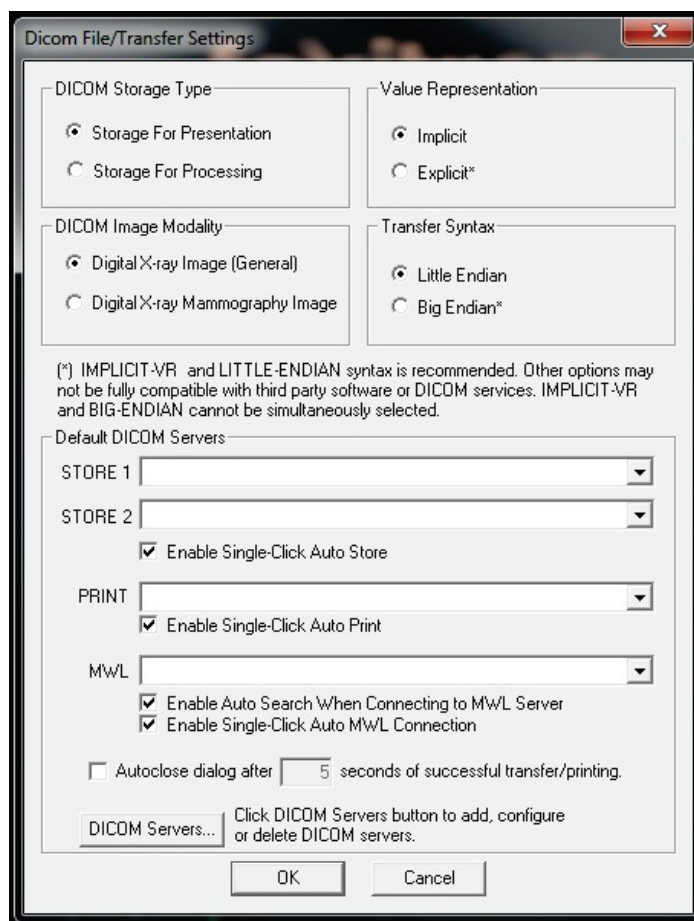 Dicom File/Transfer Settings
DICOM Storage Type
Storage For Presentation
Storage For Processing
Value Representation
Implicit
Explicit*
DICOM Image Modality
Digital X-ray Image (General)
Digital X-ray Mammography Image
Transfer Syntax
Little Endian
Big Endian*
(*) IMPLICIT-VR and LITTLE-ENDIAN syntax is recommended. Other options may
not be fully compatible with third party software or DICOM services. IMPLICIT-VR
and BIG-ENDIAN cannot be simultaneously selected.
Default DICOM Servers
STORE 1
STORE 2
Enable Single-Click Auto Store
PRINT
Enable Single-Click Auto Print
MWL
Enable Auto Search When Connecting to MWL Server
Enable Single-Click Auto MWL Connection
Autoclose dialog after 5 seconds of successful transfer/printing.
DICOM Servers...
Click DICOM Servers button to add, configure
or delete DICOM servers.
OK
Cancel